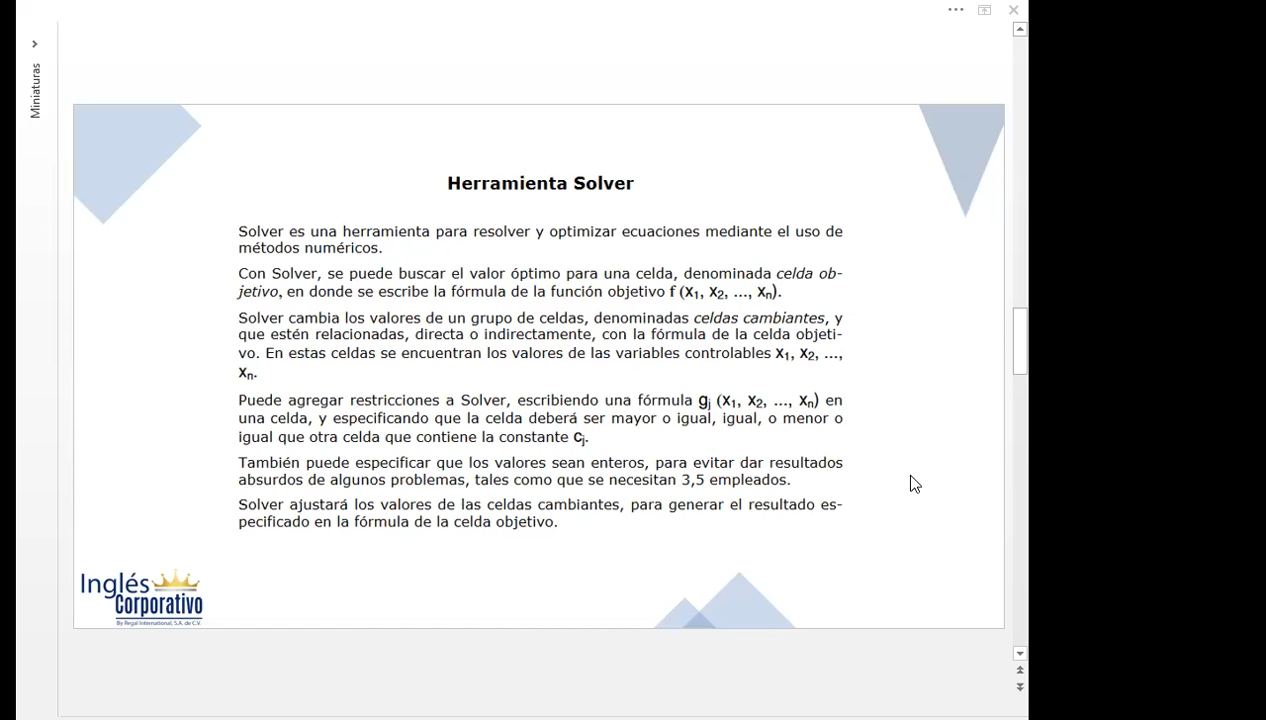 Miniaturas
Herramienta Solver
Solver es una herramienta para resolver y optimizar ecuaciones mediante el uso de
métodos numéricos.
Con Solver, se puede buscar el valor óptimo para una celda, denominada celda ob-
jetivo, en donde se escribe la fórmula de la función objetivo f (x₁, x₂, ..., xₙ).
Solver cambia los valores de un grupo de celdas, denominadas celdas cambiantes, y
que estén relacionadas, directa o indirectamente, con la fórmula de la celda objeti-
vo. En estas celdas se encuentran los valores de las variables controlables x₁, x₂, ...,
xₙ.
Puede agregar restricciones a Solver, escribiendo una fórmula gⱼ (x₁, x₂, ..., xₙ) en
una celda, y especificando que la celda deberá ser mayor o igual, igual, o menor o
igual que otra celda que contiene la constante cⱼ.
También puede especificar que los valores sean enteros, para evitar dar resultados
absurdos de algunos problemas, tales como que se necesitan 3,5 empleados.
Solver ajustará los valores de las celdas cambiantes, para generar el resultado es-
pecificado en la fórmula de la celda objetivo.
Inglés
Corporativo
By Regal International, S.A. de C.V.